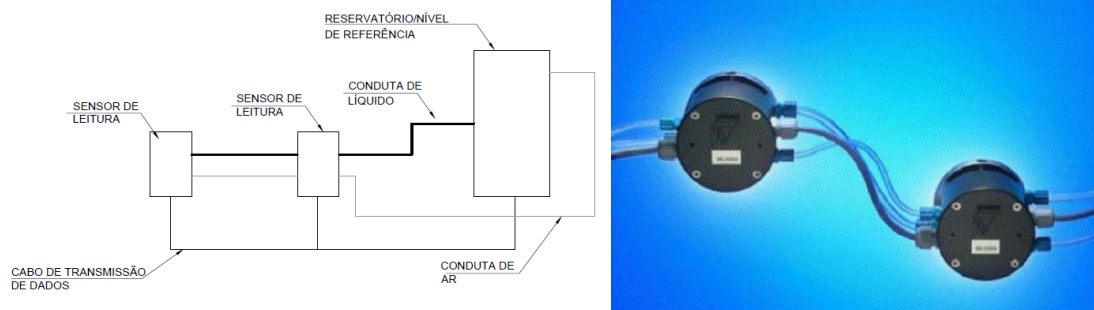 RESERVATÓRIO/NÍVEL
DE REFERÊNCIA
CONDUTA DE
LÍQUIDO
SENSOR DE
LEITURA
SENSOR DE
LEITURA
CABO DE TRANSMISSÃO
DE DADOS
CONDUTA DE
AR